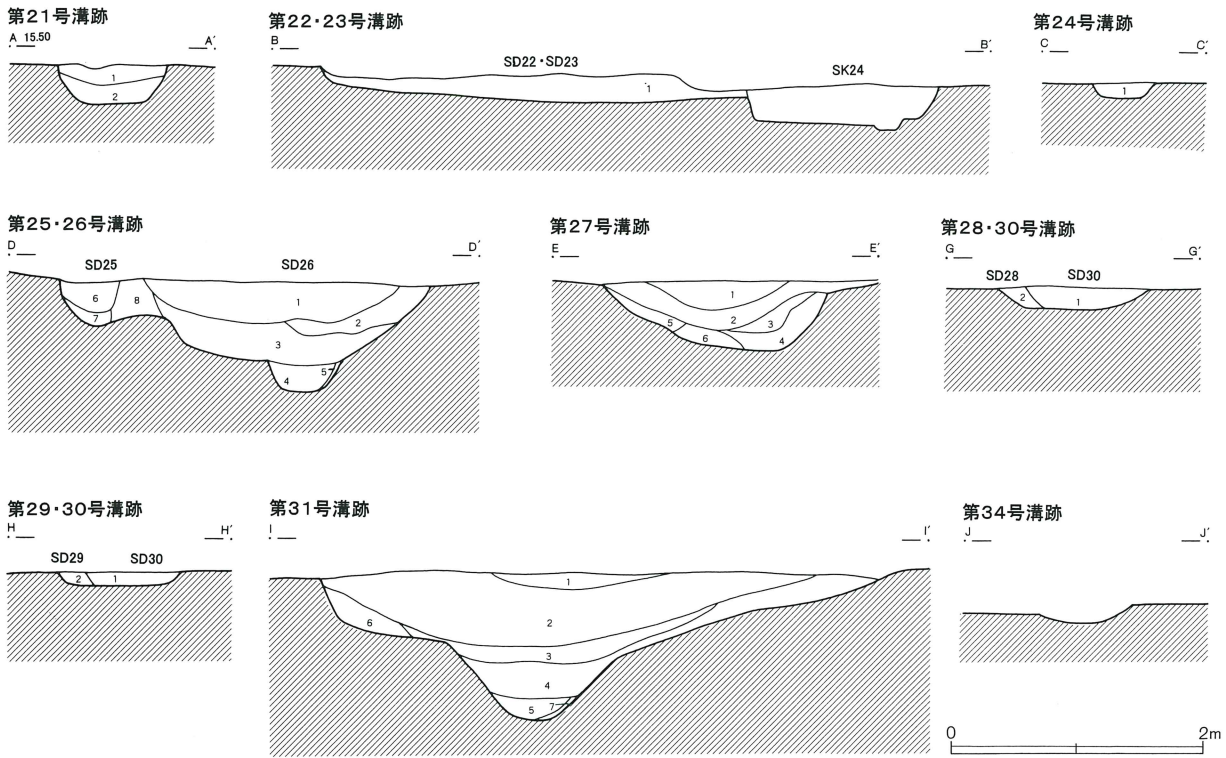 第21号溝跡
A 15.50 A′
1
2
第22・23号溝跡
B B′
SD22・SD23 SK24
1
第24号溝跡
C C′
1
第25・26号溝跡
D D′
SD25 SD26
1
6 8
2
7
3
4 5
第27号溝跡
E E′
1
2 3
5
6 4
第28・30号溝跡
G G′
SD28 SD30
2 1
第29・30号溝跡
H H′
SD29 SD30
2 1
第31号溝跡
I I′
1
6 2
3
4
5 7
第34号溝跡
J J′
0 2m